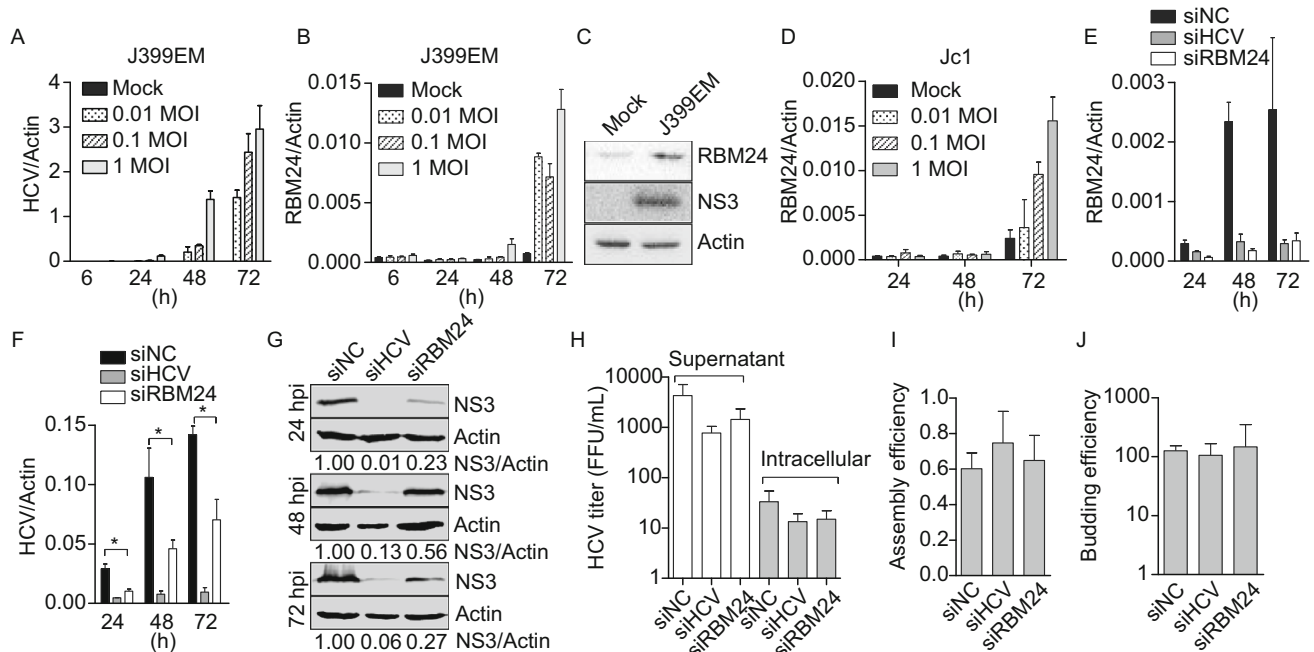 A
J399EM
HCV/Actin
Mock
0.01 MOI
0.1 MOI
1 MOI
4
3
2
1
0
6 24 48 72
(h)
B
J399EM
RBM24/Actin
Mock
0.01 MOI
0.1 MOI
1 MOI
0.015
0.010
0.005
0.000
6 24 48 72
(h)
C
Mock J399EM
RBM24
NS3
Actin
D
Jc1
RBM24/Actin
Mock
0.01 MOI
0.1 MOI
1 MOI
0.020
0.015
0.010
0.005
0.000
24 48 72
(h)
E
siNC
siHCV
siRBM24
RBM24/Actin
0.003
0.002
0.001
0.000
24 48 72
(h)
F
siNC
siHCV
siRBM24
HCV/Actin
0.15
0.10
0.05
0.00
* * *
24 48 72
(h)
G
siNC siHCV siRBM24
24 hpi
NS3
Actin
1.00 0.01 0.23 NS3/Actin
48 hpi
NS3
Actin
1.00 0.13 0.56 NS3/Actin
72 hpi
NS3
Actin
1.00 0.06 0.27 NS3/Actin
H
Supernatant
Intracellular
HCV titer (FFU/mL)
10000
1000
100
10
1
siNC siHCV siRBM24 siNC siHCV siRBM24
I
Assembly efficiency
1.0
0.8
0.6
0.4
0.2
0.0
siNC siHCV siRBM24
J
Budding efficiency
1000
100
1
siNC siHCV siRBM24